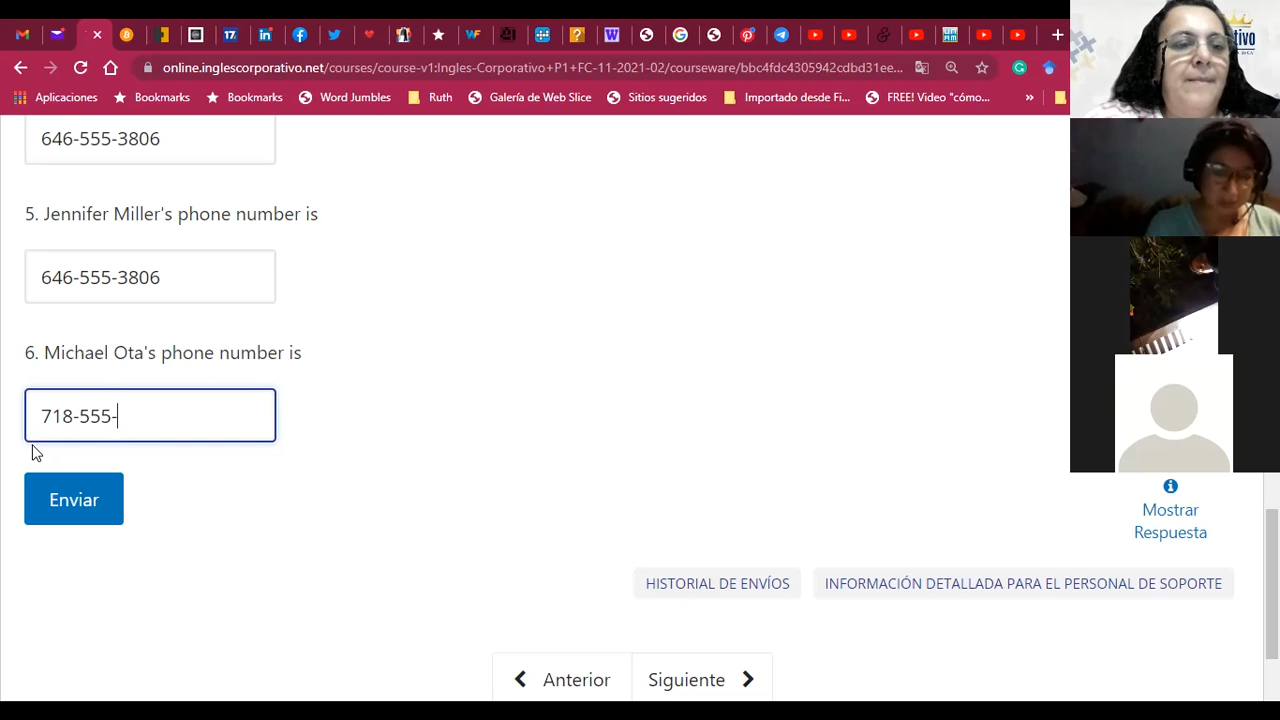 17
WF
W
online.inglescorporativo.net/courses/course-v1:Ingles-Corporativo+P1+FC-11-2021-02/courseware/bbc4fdc4305942cdbd31ee...
Aplicaciones
Bookmarks
Bookmarks
Word Jumbles
Ruth
Galería de Web Slice
Sitios sugeridos
Importado desde Fi...
FREE! Video "cómo...
»
646-555-3806
5. Jennifer Miller's phone number is
646-555-3806
6. Michael Ota's phone number is
718-555-
Enviar
Mostrar
Respuesta
HISTORIAL DE ENVÍOS
INFORMACIÓN DETALLADA PARA EL PERSONAL DE SOPORTE
Anterior
Siguiente